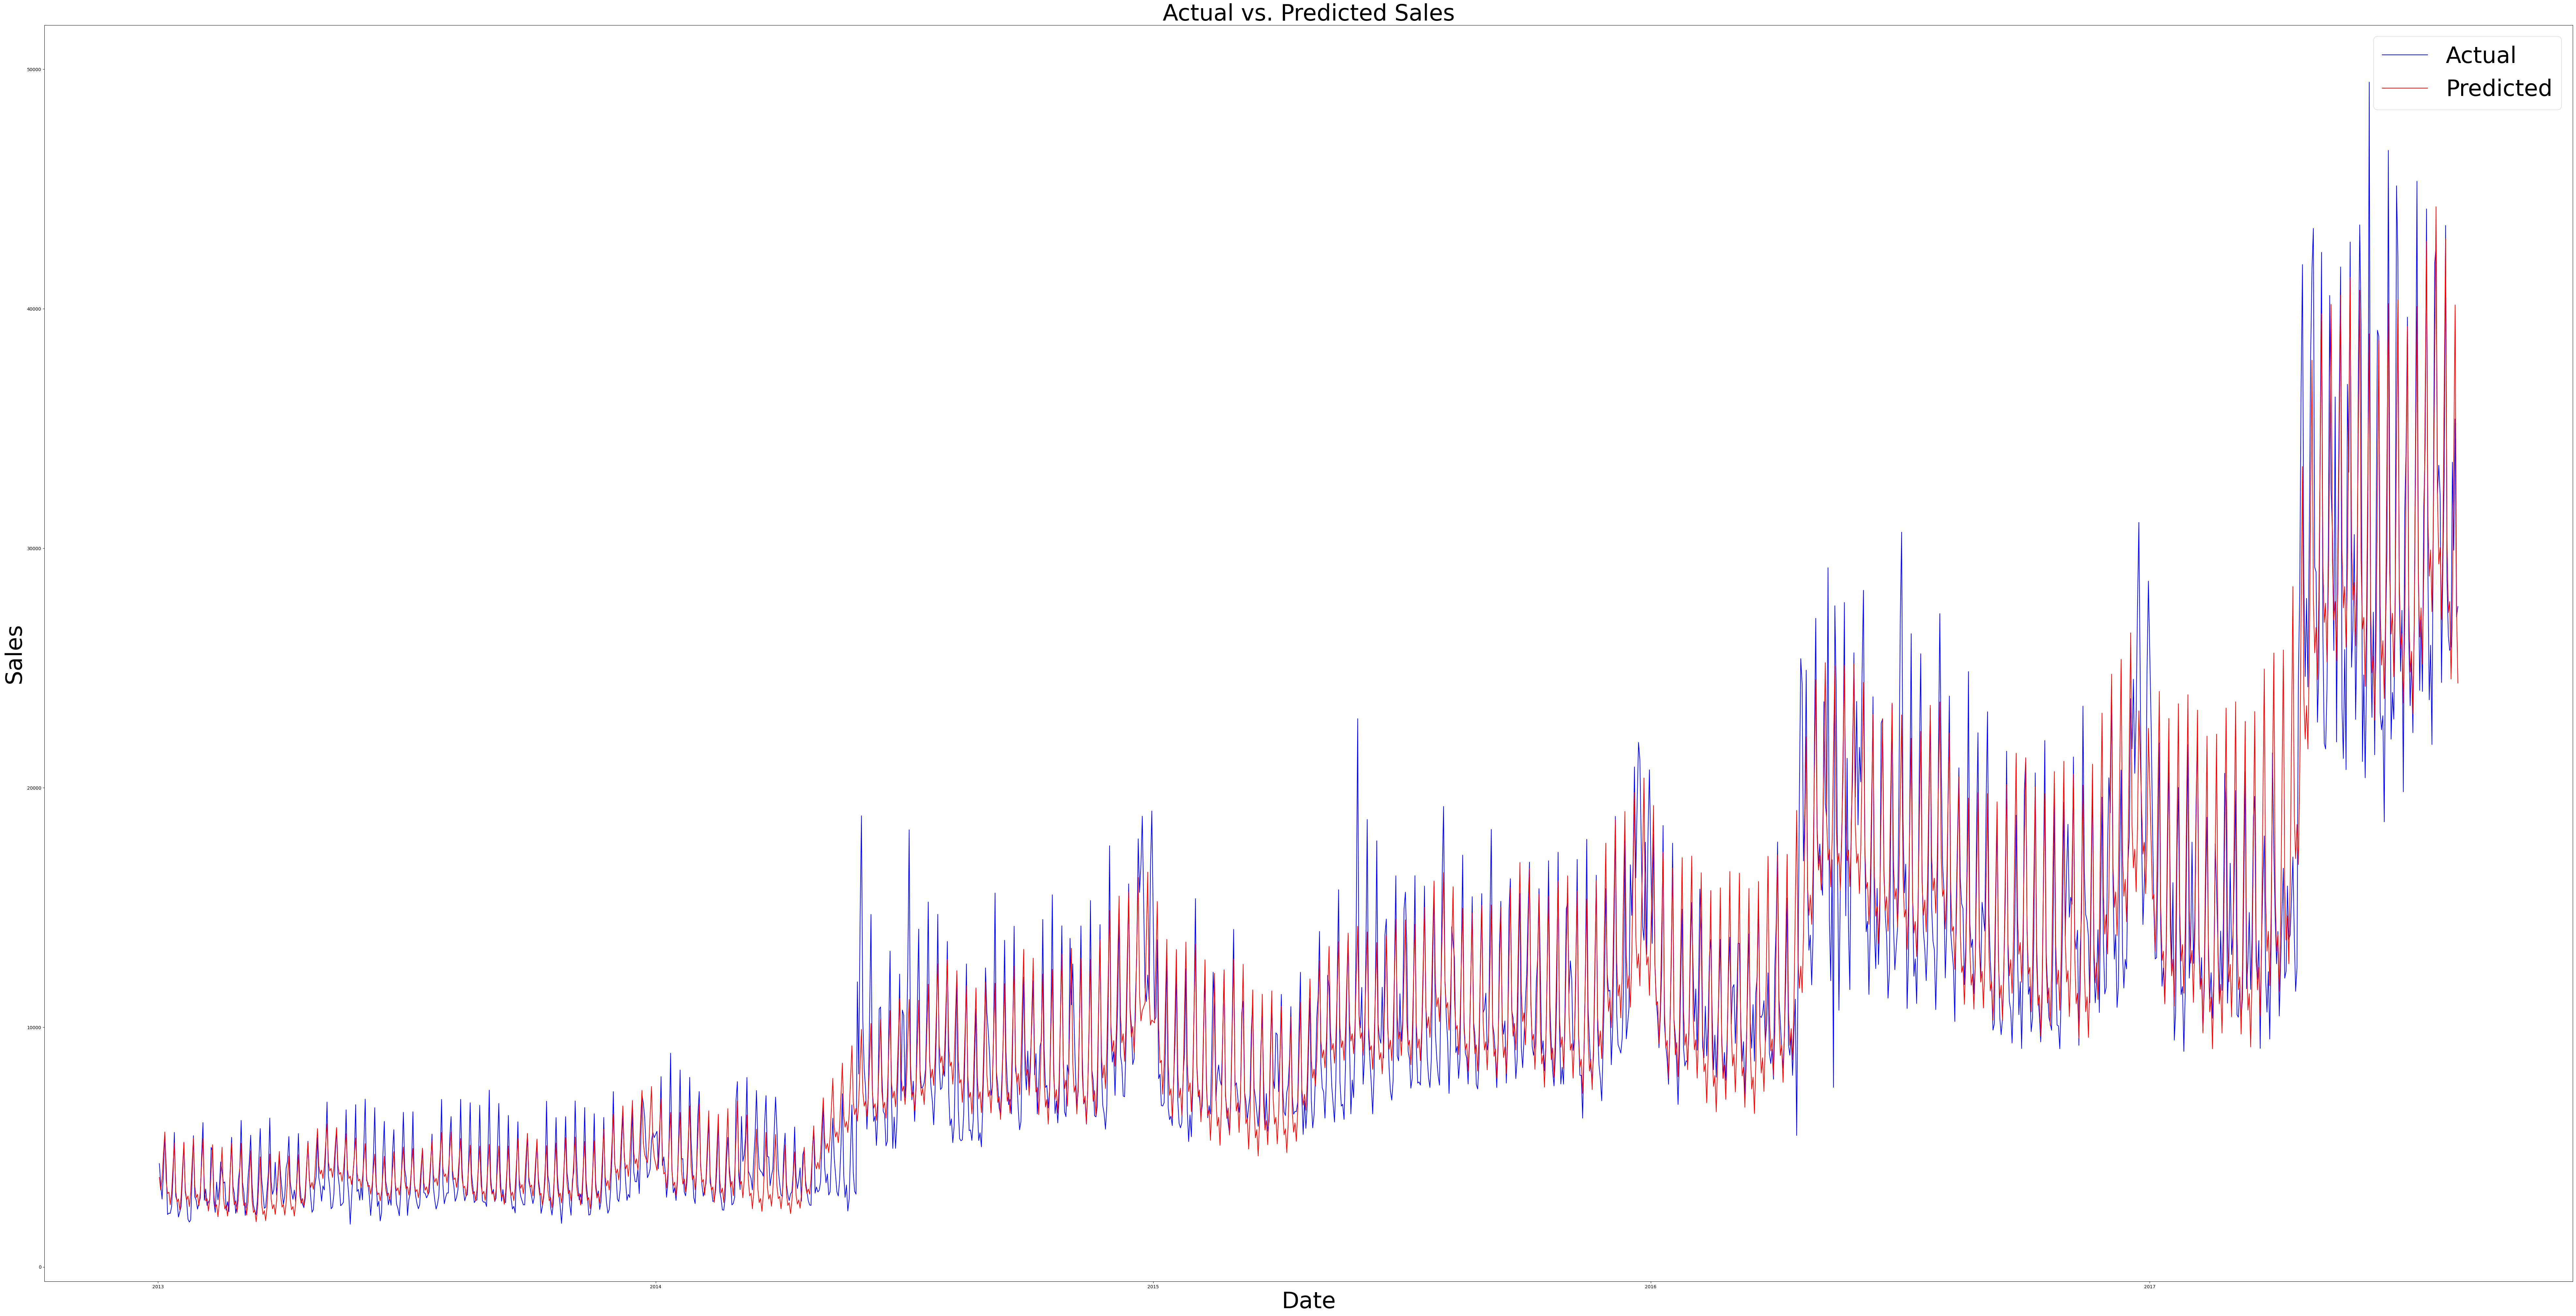 Actual vs. Predicted Sales
Actual
Predicted
50000
40000
30000
20000
10000
0
Sales
2013 2014 2015 2016 2017
Date